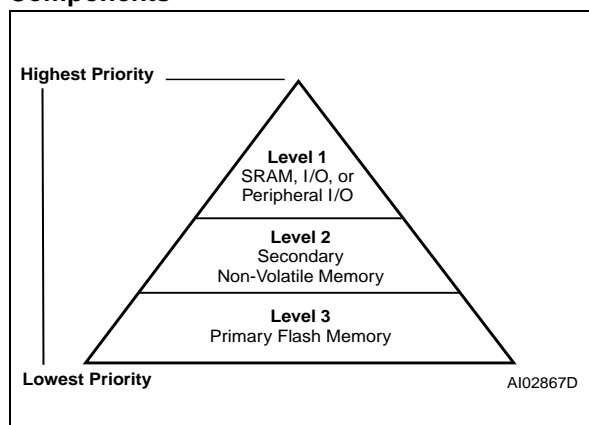 Highest Priority
Level 1
SRAM, I/O, or
Peripheral I/O
Level 2
Secondary
Non-Volatile Memory
Level 3
Primary Flash Memory
Lowest Priority
AI02867D